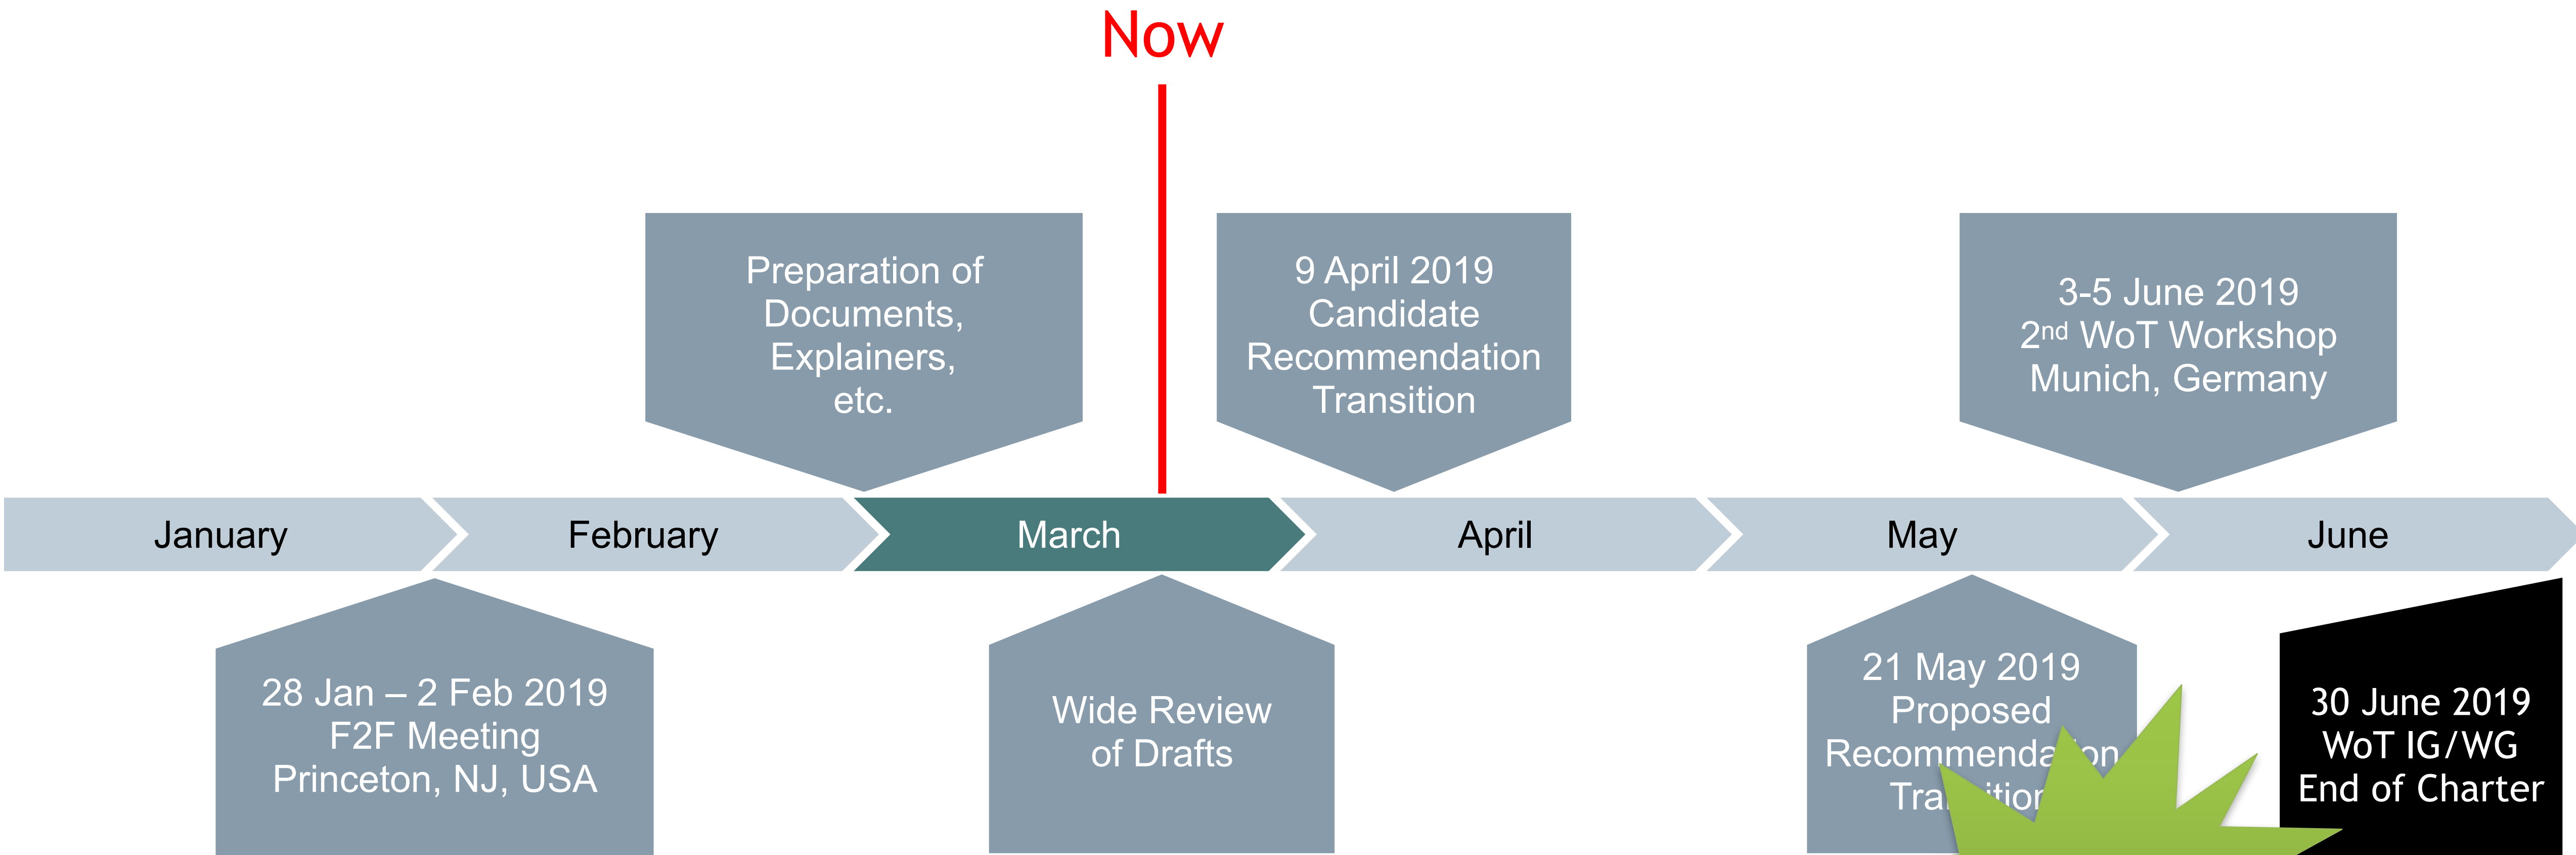 Now
Preparation of
Documents,
Explainers,
etc.
9 April 2019
Candidate
Recommendation
Transition
3-5 June 2019
2nd WoT Workshop
Munich, Germany
January
February
March
April
May
June
28 Jan – 2 Feb 2019
F2F Meeting
Princeton, NJ, USA
Wide Review
of Drafts
21 May 2019
Proposed
Recommendation
Transition
30 June 2019
WoT IG/WG
End of Charter